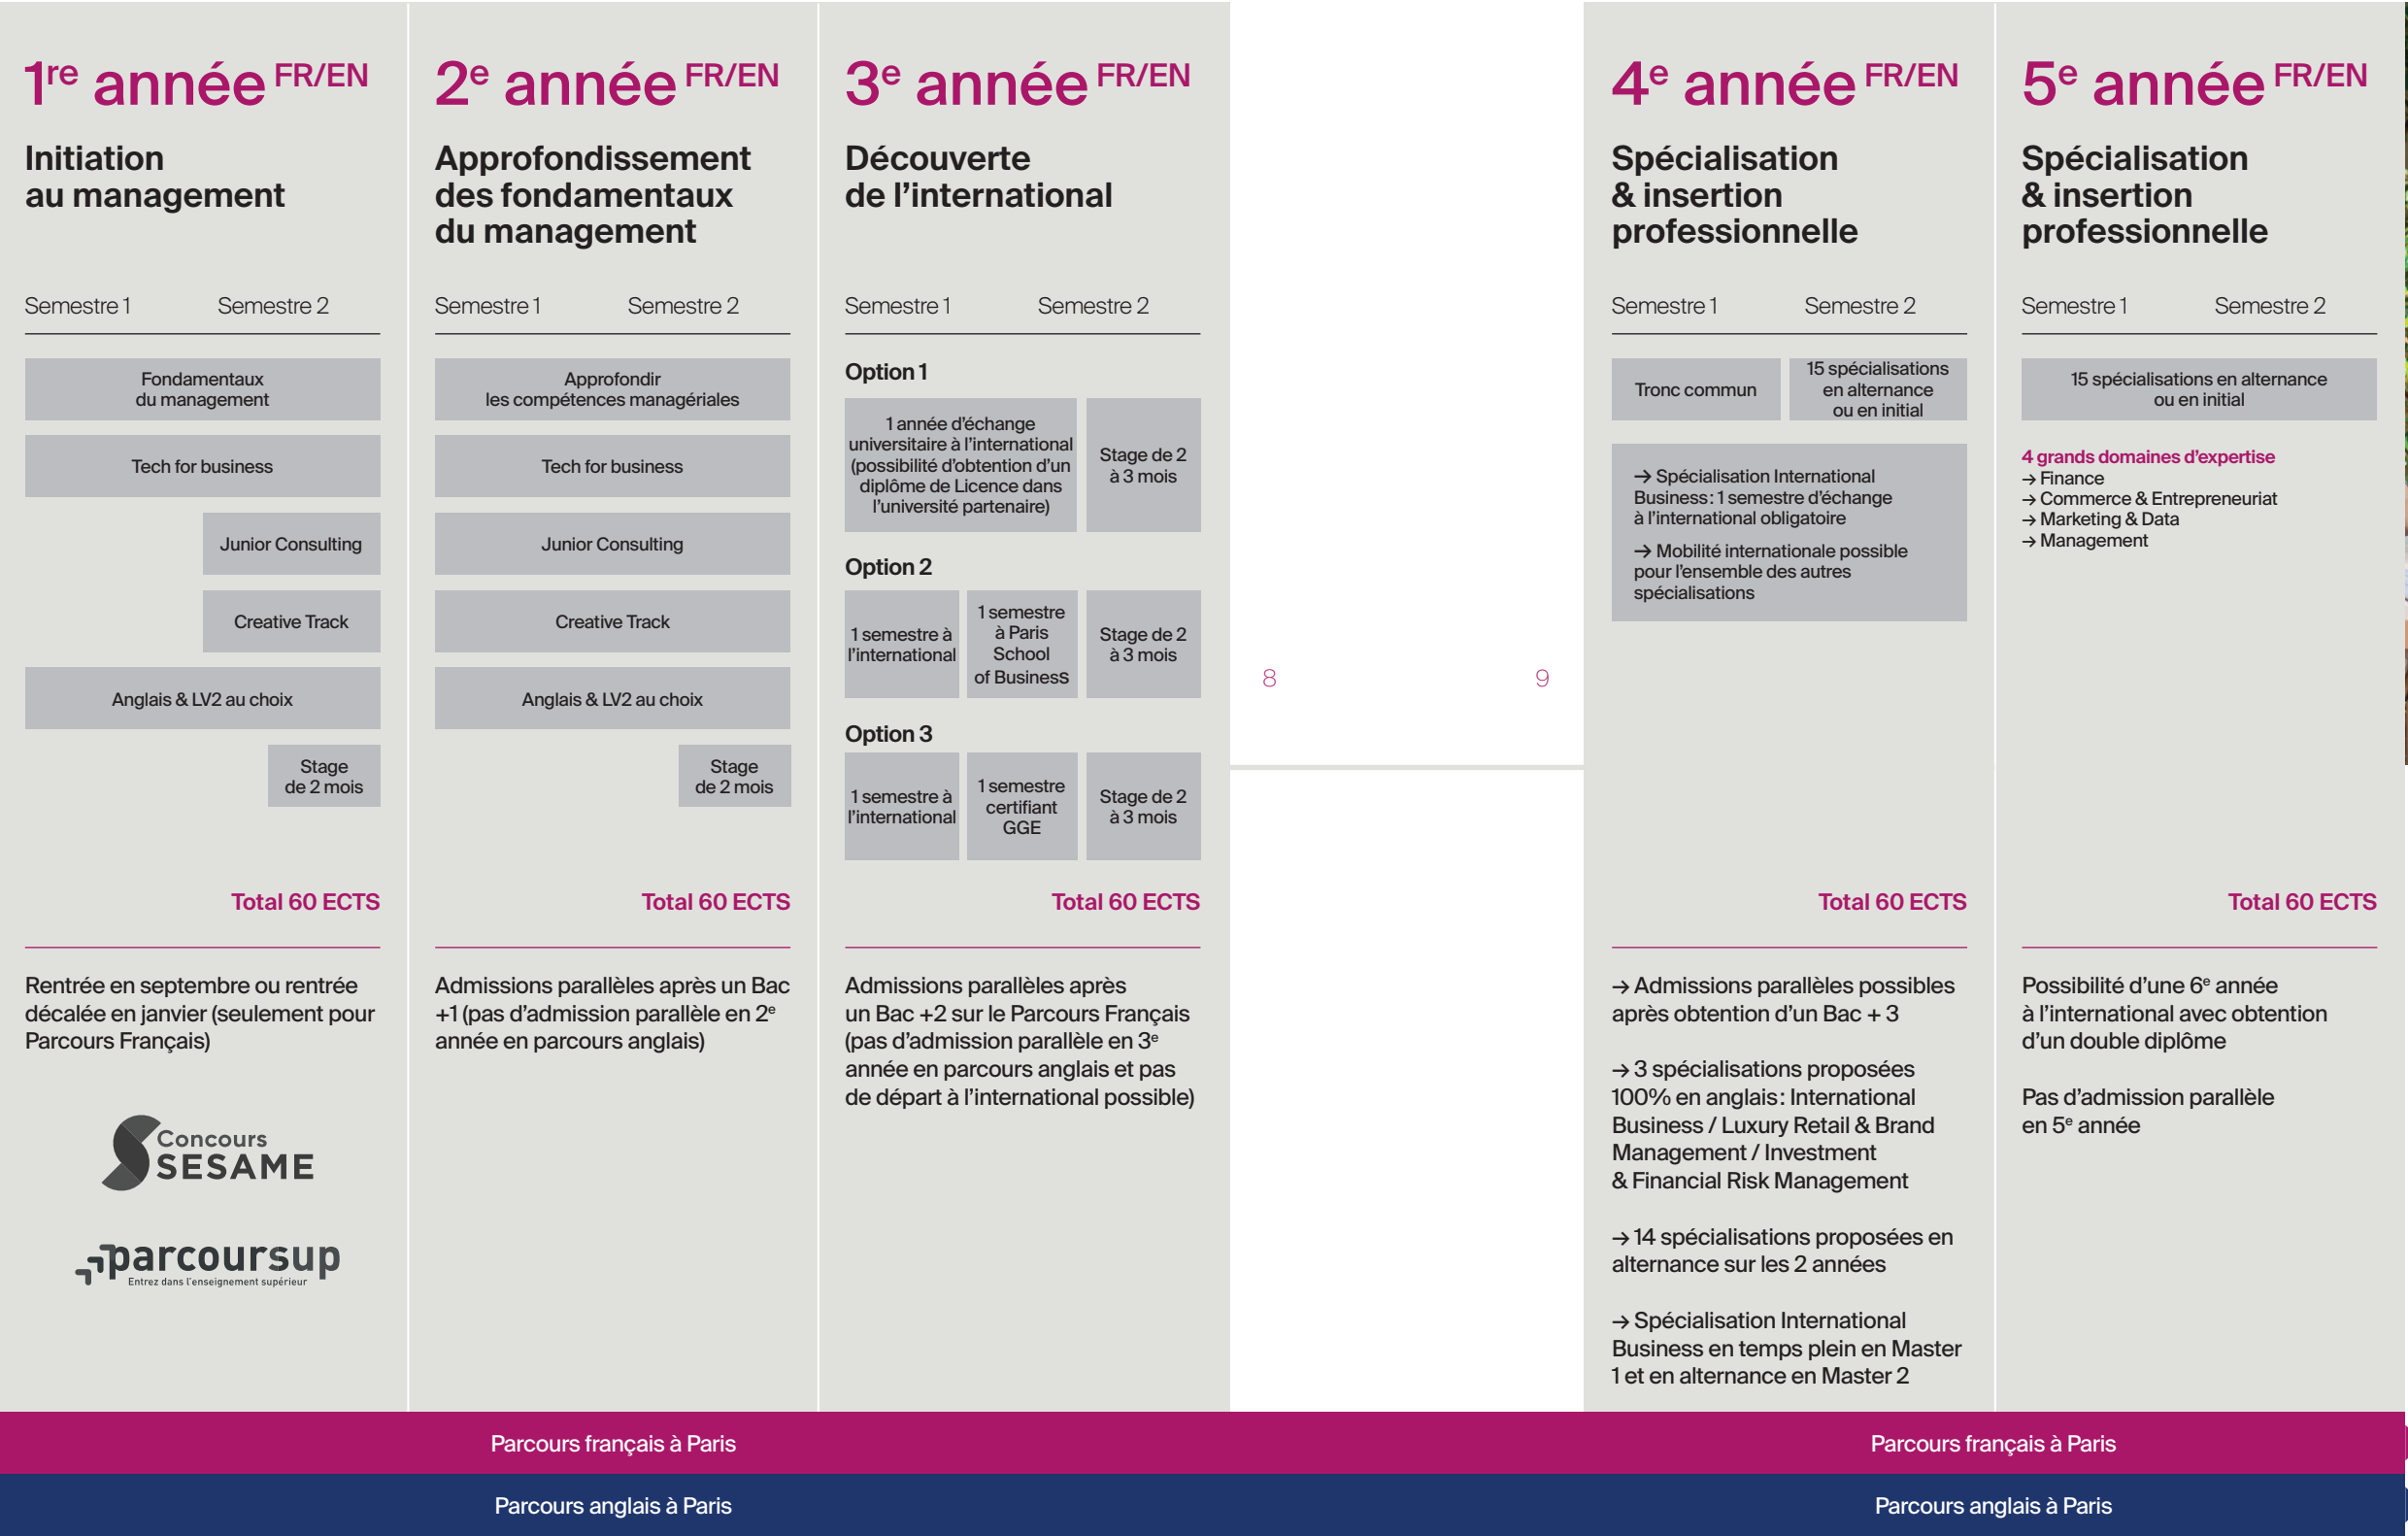 1re année FR/EN
Initiation
au management
Semestre 1 Semestre 2
Fondamentaux
du management
Tech for business
Junior Consulting
Creative Track
Anglais & LV2 au choix
Stage
de 2 mois
Total 60 ECTS
Rentrée en septembre ou rentrée
décalée en janvier (seulement pour
Parcours Français)
Concours
SESAME
parcoursup
Entrez dans l'enseignement supérieur
2e année FR/EN
Approfondissement
des fondamentaux
du management
Semestre 1 Semestre 2
Approfondir
les compétences managériales
Tech for business
Junior Consulting
Creative Track
Anglais & LV2 au choix
Stage
de 2 mois
Total 60 ECTS
Admissions parallèles après un Bac
+1 (pas d'admission parallèle en 2e
année en parcours anglais)
3e année FR/EN
Découverte
de l'international
Semestre 1 Semestre 2
Option 1
1 année d'échange
universitaire à l'international
(possibilité d'obtention d'un
diplôme de Licence dans
l'université partenaire)
Stage de 2
à 3 mois
Option 2
1 semestre à
l'international
1 semestre
à Paris
School
of Business
Stage de 2
à 3 mois
Option 3
1 semestre à
l'international
1 semestre
certifiant
GGE
Stage de 2
à 3 mois
Total 60 ECTS
Admissions parallèles après
un Bac +2 sur le Parcours Français
(pas d'admission parallèle en 3e
année en parcours anglais et pas
de départ à l'international possible)
8
9
4e année FR/EN
Spécialisation
& insertion
professionnelle
Semestre 1 Semestre 2
Tronc commun
15 spécialisations
en alternance
ou en initial
→ Spécialisation International
Business : 1 semestre d'échange
à l'international obligatoire
→ Mobilité internationale possible
pour l'ensemble des autres
spécialisations
Total 60 ECTS
→ Admissions parallèles possibles
après obtention d'un Bac + 3
→ 3 spécialisations proposées
100% en anglais : International
Business / Luxury Retail & Brand
Management / Investment
& Financial Risk Management
→ 14 spécialisations proposées en
alternance sur les 2 années
→ Spécialisation International
Business en temps plein en Master
1 et en alternance en Master 2
5e année FR/EN
Spécialisation
& insertion
professionnelle
Semestre 1 Semestre 2
15 spécialisations en alternance
ou en initial
4 grands domaines d'expertise
→ Finance
→ Commerce & Entrepreneuriat
→ Marketing & Data
→ Management
Total 60 ECTS
Possibilité d'une 6e année
à l'international avec obtention
d'un double diplôme
Pas d'admission parallèle
en 5e année
Parcours français à Paris
Parcours français à Paris
Parcours anglais à Paris
Parcours anglais à Paris